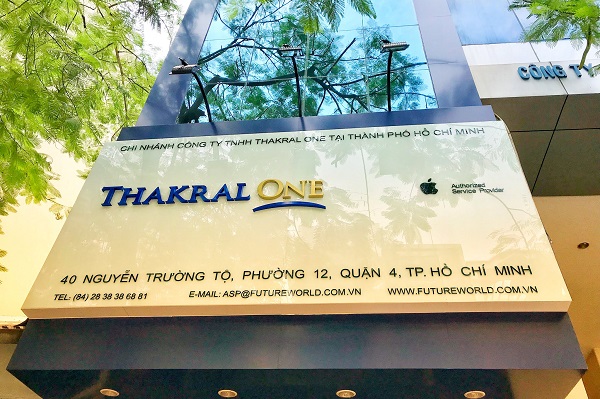 CÔNG TY
CHI NHÁNH CÔNG TY TNHH THAKRAL ONE TẠI THÀNH PHỐ HỒ CHÍ MINH
THAKRAL ONE
Authorized
Service Provider
40 NGUYỄN TRƯỜNG TỘ, PHƯỜNG 12, QUẬN 4, TP. HỒ CHÍ MINH
TEL: (84) 28 38 38 68 81 E-MAIL: ASP@FUTUREWORLD.COM.VN WWW.FUTUREWORLD.COM.VN